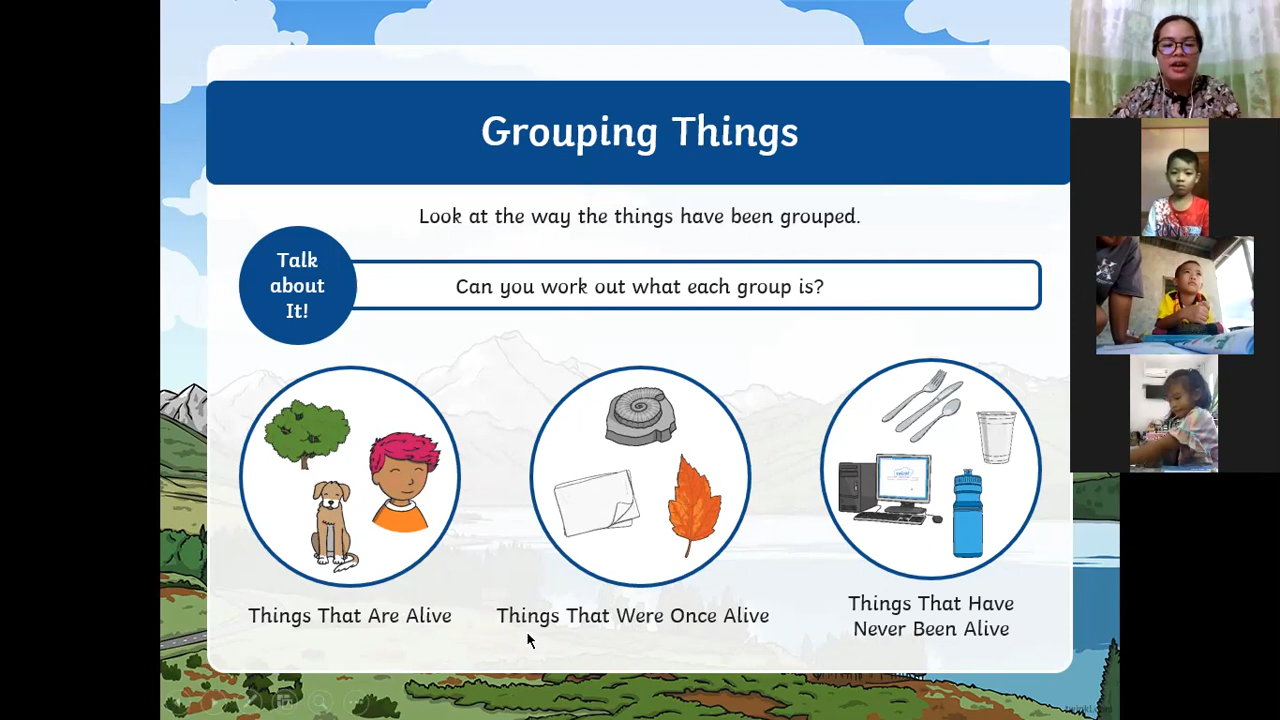 Grouping Things
Look at the way the things have been grouped.
Talk
about
It!
Can you work out what each group is?
Things That Are Alive
Things That Were Once Alive
Things That Have
Never Been Alive